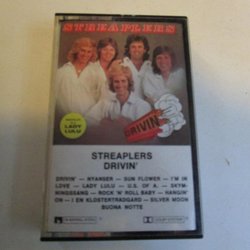 STREAPLERS
LADY
LULU
DRIVIN'
STREAPLERS
DRIVIN'
DRIVIN' - NYANSER - SUN FLOWER - I'M IN
LOVE - LADY LULU - U.S. OF A. - SKYM-
NINGSSÅNG - ROCK 'N' ROLL BABY - HANGIN'
ON - I EN KLOSTERTRÄDGÅRD - SILVER MOON
BUONA NOTTE